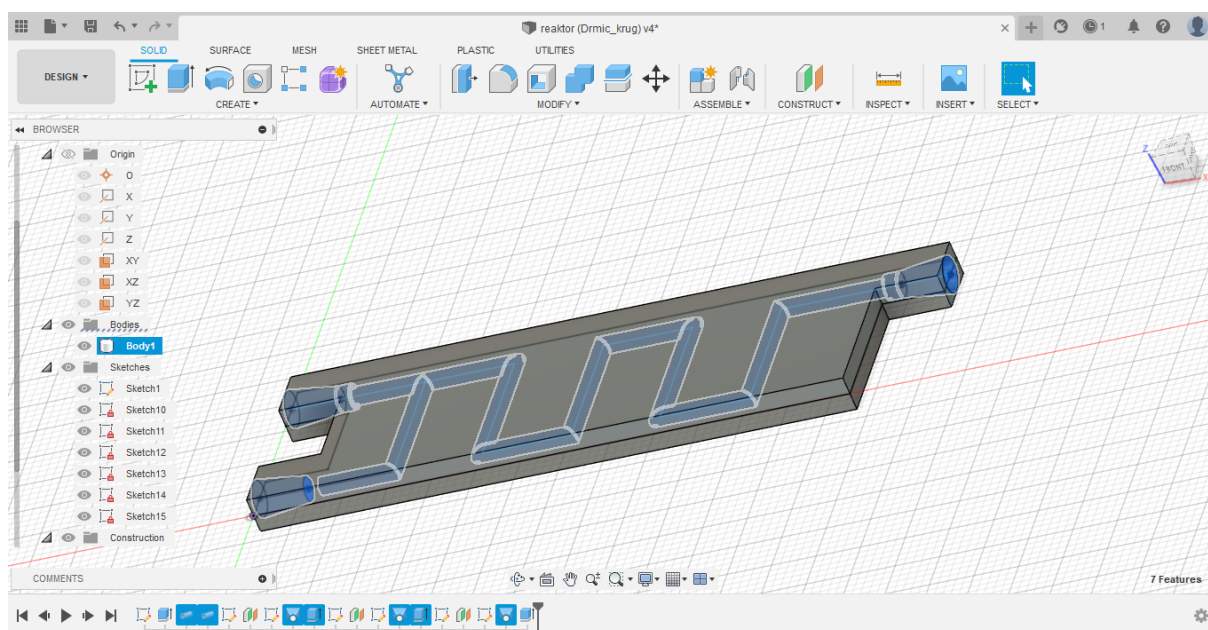 reaktor (Drmic_krug) v4*
1
SOLID SURFACE MESH SHEET METAL PLASTIC UTILITIES
DESIGN
CREATE AUTOMATE MODIFY ASSEMBLE CONSTRUCT INSPECT INSERT SELECT
BROWSER
Origin
O
X
Y
Z
XY
XZ
YZ
Bodies
Body1
Sketches
Sketch1
Sketch10
Sketch11
Sketch12
Sketch13
Sketch14
Sketch15
Construction
Z
FRONT
X
COMMENTS
7 Features